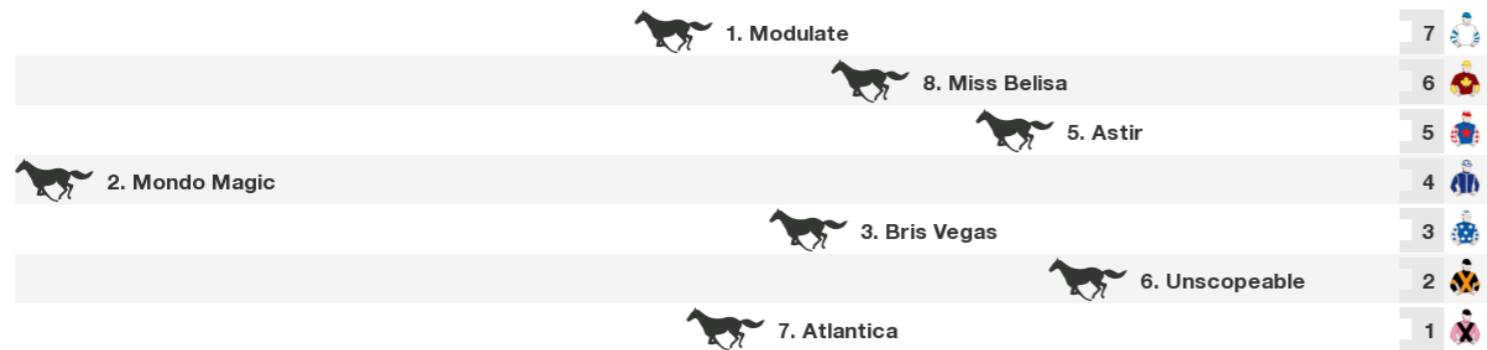 1. Modulate 7
8. Miss Belisa 6
5. Astir 5
2. Mondo Magic 4
3. Bris Vegas 3
6. Unscopeable 2
7. Atlantica 1